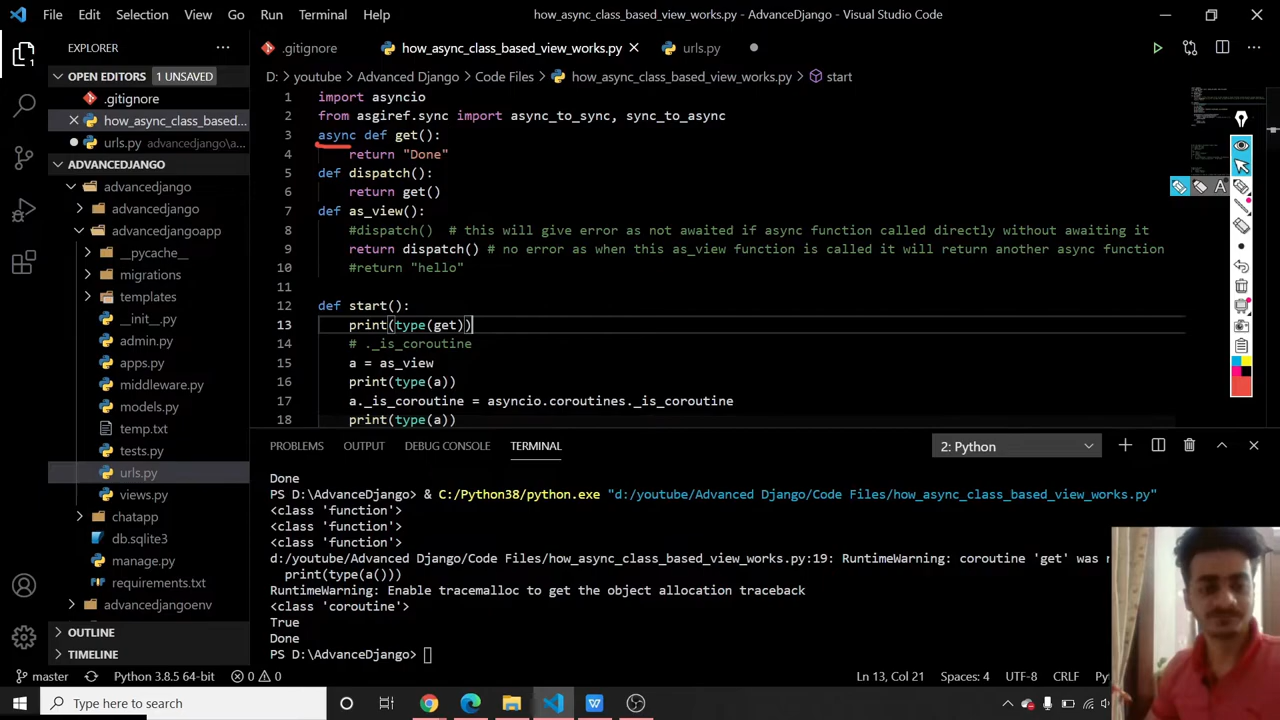 File Edit Selection View Go Run Terminal Help how_async_class_based_view_works.py - AdvanceDjango - Visual Studio Code
EXPLORER
.gitignore how_async_class_based_view_works.py urls.py
OPEN EDITORS 1 UNSAVED
.gitignore
how_async_class_based...
urls.py advancedjango\a...
ADVANCEDJANGO
advancedjango
advancedjango
advancedjangoapp
__pycache__
migrations
templates
__init__.py
admin.py
apps.py
middleware.py
models.py
temp.txt
tests.py
urls.py
views.py
chatapp
db.sqlite3
manage.py
requirements.txt
advancedjangoenv
OUTLINE
TIMELINE
D: > youtube > Advanced Django > Code Files > how_async_class_based_view_works.py > start
1 import asyncio
2 from asgiref.sync import async_to_sync, sync_to_async
3 async def get():
4 return "Done"
5 def dispatch():
6 return get()
7 def as_view():
8 #dispatch() # this will give error as not awaited if async function called directly without awaiting it
9 return dispatch() # no error as when this as_view function is called it will return another async function
10 #return "hello"
11
12 def start():
13 print(type(get))
14 # ._is_coroutine
15 a = as_view
16 print(type(a))
17 a._is_coroutine = asyncio.coroutines._is_coroutine
18 print(type(a))
A
PROBLEMS OUTPUT DEBUG CONSOLE TERMINAL 2: Python
Done
PS D:\AdvanceDjango> & C:/Python38/python.exe "d:/youtube/Advanced Django/Code Files/how_async_class_based_view_works.py"
<class 'function'>
<class 'function'>
<class 'function'>
d:/youtube/Advanced Django/Code Files/how_async_class_based_view_works.py:19: RuntimeWarning: coroutine 'get' was
print(type(a()))
RuntimeWarning: Enable tracemalloc to get the object allocation traceback
<class 'coroutine'>
True
Done
PS D:\AdvanceDjango>
master Python 3.8.5 64-bit 0 0 Ln 13, Col 21 Spaces: 4 UTF-8 CRLF
Type here to search